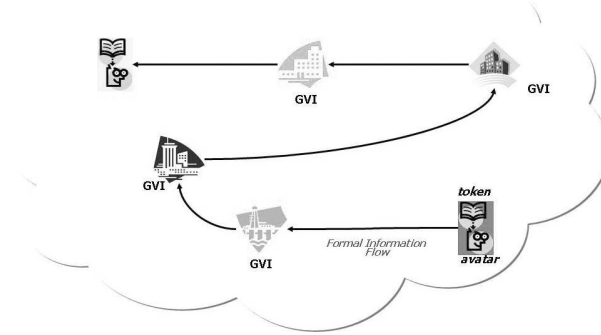 GVI
GVI
GVI
token
Formal Information
Flow
avatar
GVI